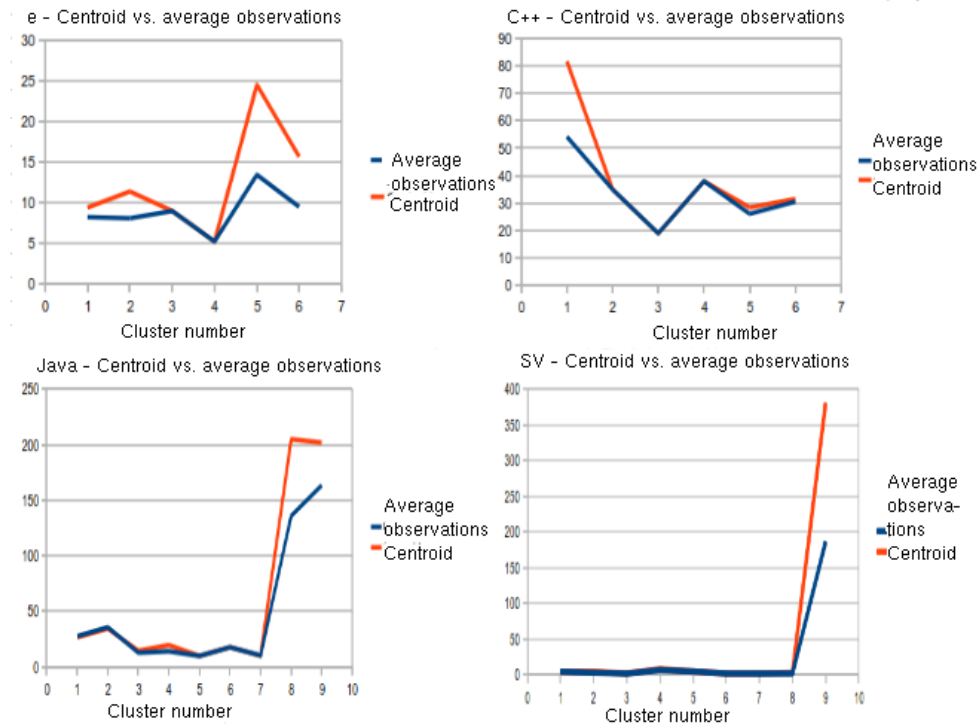 e - Centroid vs. average observations
30
25
20
15
10
5
0
0 1 2 3 4 5 6 7
Cluster number
Average
observations
Centroid
C++ - Centroid vs. average observations
90
80
70
60
50
40
30
20
10
0
0 1 2 3 4 5 6 7
Cluster number
Average
observations
Centroid
Java - Centroid vs. average observations
250
200
150
100
50
0
0 1 2 3 4 5 6 7 8 9 10
Cluster number
Average
observations
Centroid
SV - Centroid vs. average observations
400
350
300
250
200
150
100
50
0
0 1 2 3 4 5 6 7 8 9 10
Cluster number
Average
observa-
tions
Centroid